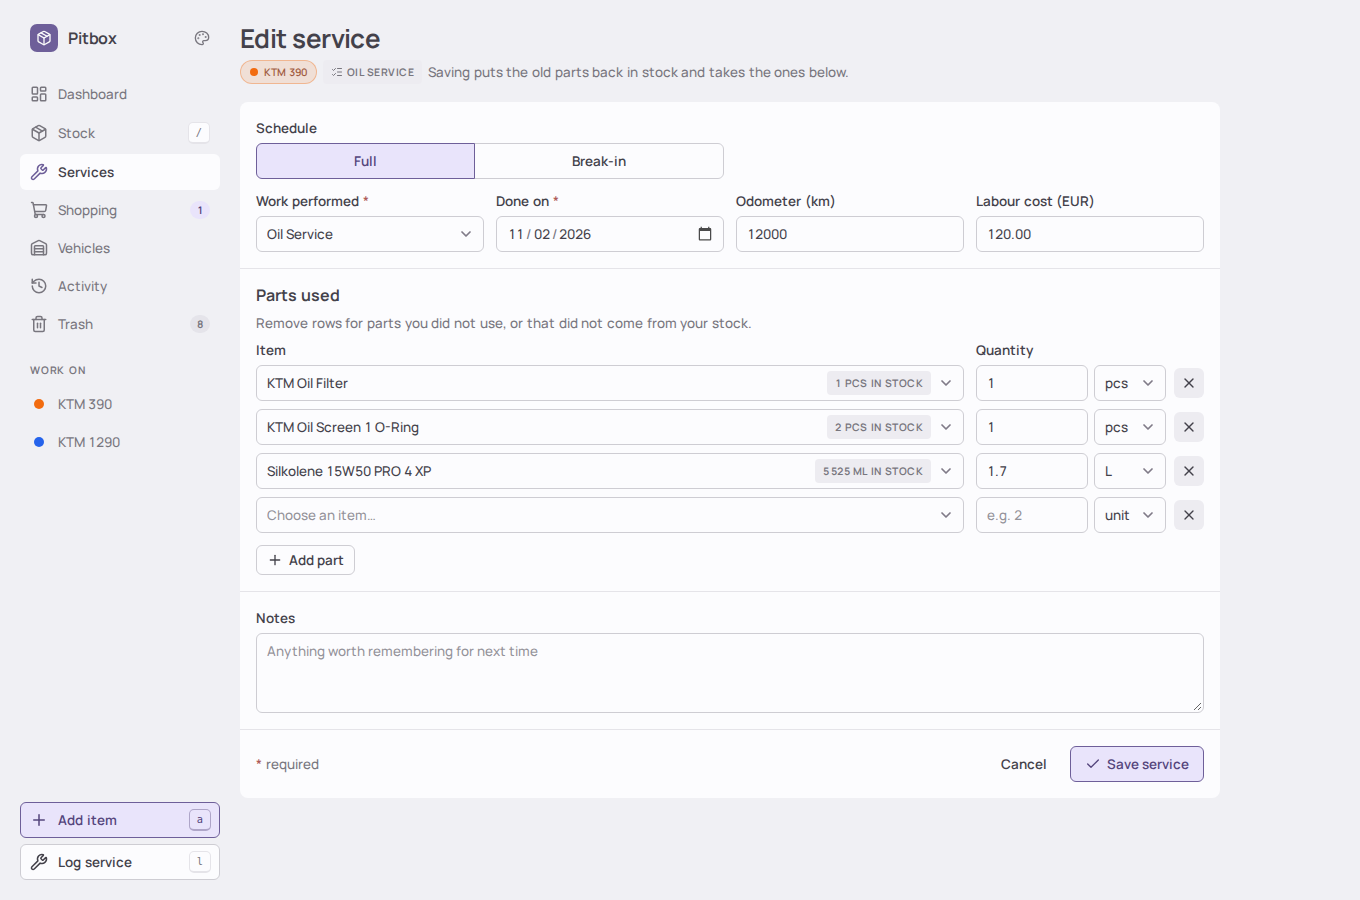 Pitbox
Dashboard
Stock /
Services
Shopping 1
Vehicles
Activity
Trash 8
WORK ON
KTM 390
KTM 1290
Add item a
Log service l
Edit service
KTM 390 OIL SERVICE Saving puts the old parts back in stock and takes the ones below.
Schedule
Full Break-in
Work performed * Done on * Odometer (km) Labour cost (EUR)
Oil Service 11/02/2026 12000 120.00
Parts used
Remove rows for parts you did not use, or that did not come from your stock.
Item Quantity
KTM Oil Filter 1 PCS IN STOCK 1 pcs
KTM Oil Screen 1 O-Ring 2 PCS IN STOCK 1 pcs
Silkolene 15W50 PRO 4 XP 5 525 ML IN STOCK 1.7 L
Choose an item... e.g. 2 unit
Add part
Notes
Anything worth remembering for next time
* required Cancel Save service